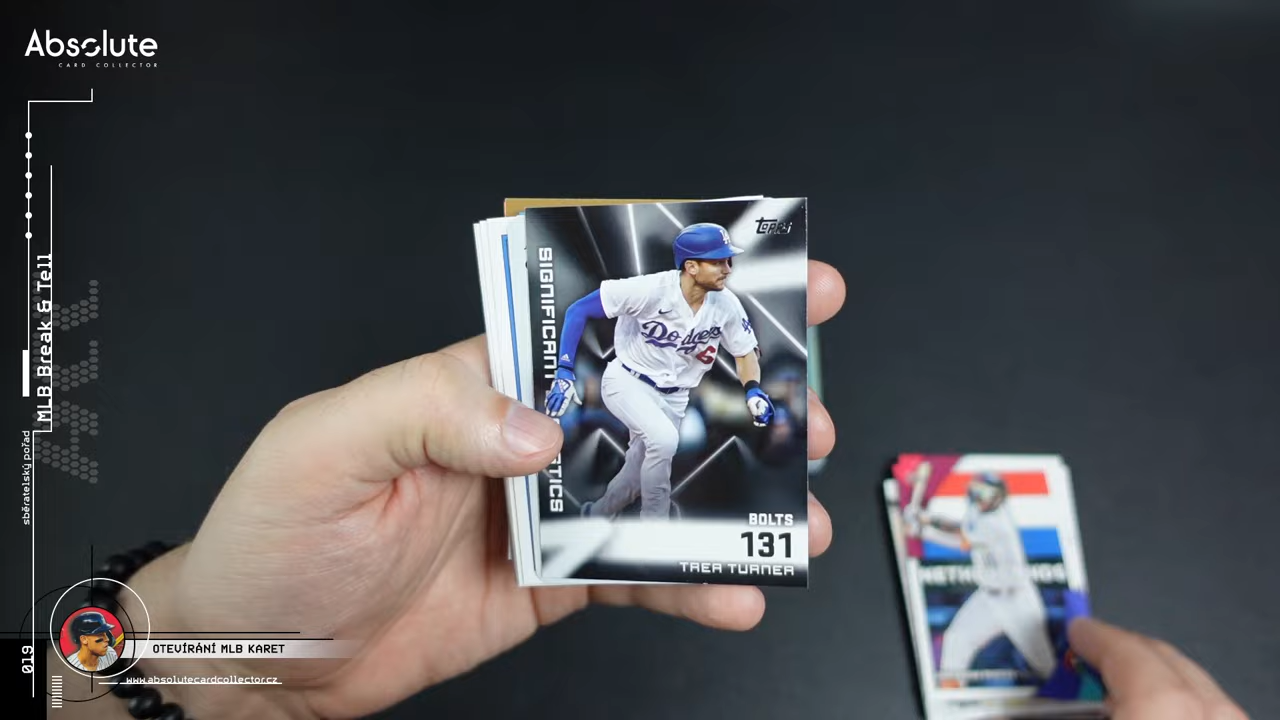 Absolute
CARD COLLECTOR
MLB Break & Tell
sběratelský pořad
019
OTEVÍRÁNÍ MLB KARET
www.absolutecardcollector.cz
TOPPS
SIGNIFICANT
Dodgers
6
BOLTS
131
TREA TURNER